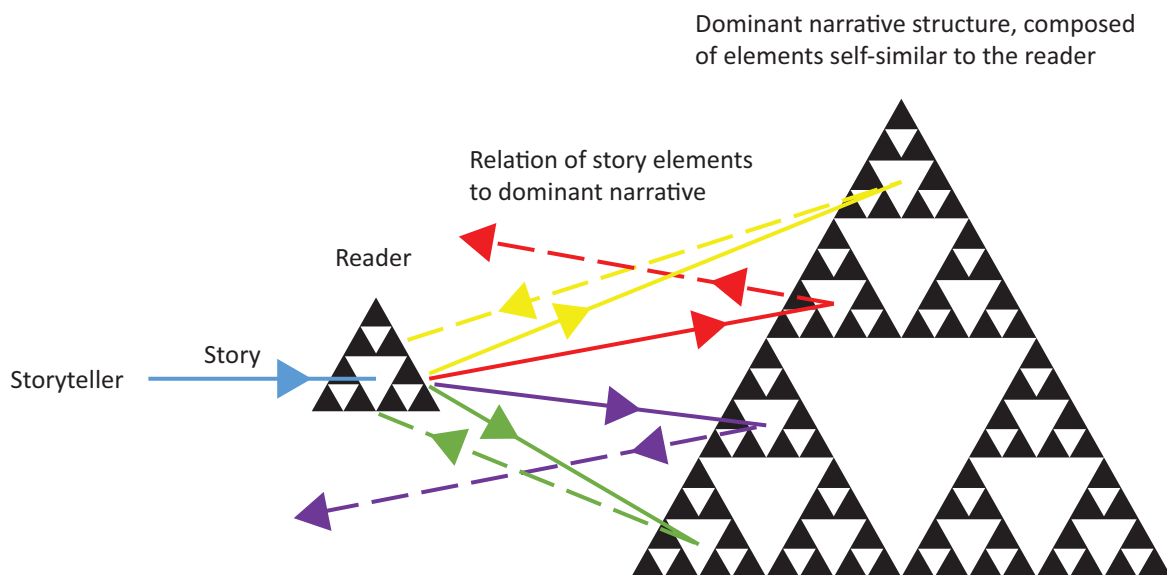 Dominant narrative structure, composed
of elements self-similar to the reader
Relation of story elements
to dominant narrative
Reader
Story
Storyteller